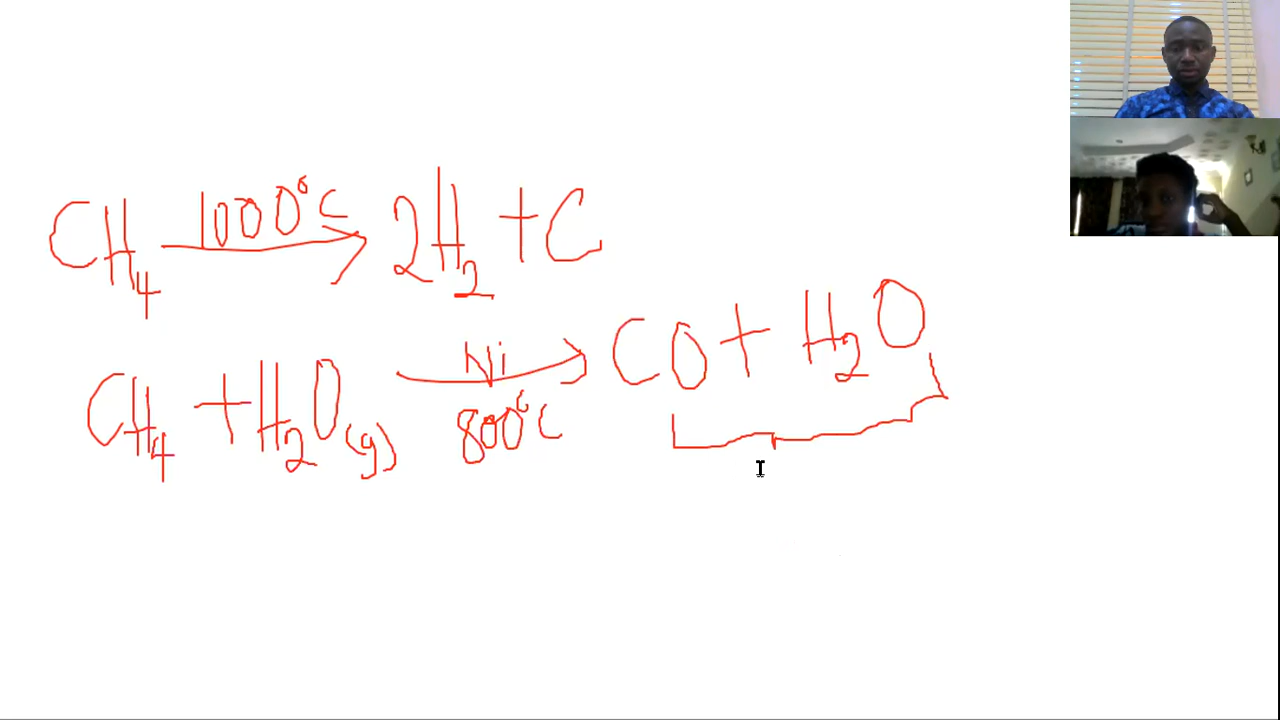 CH₄ 1000°C → 2H₂ + C
CH₄ + H₂O(g) Ni 800°C → CO + H₂O